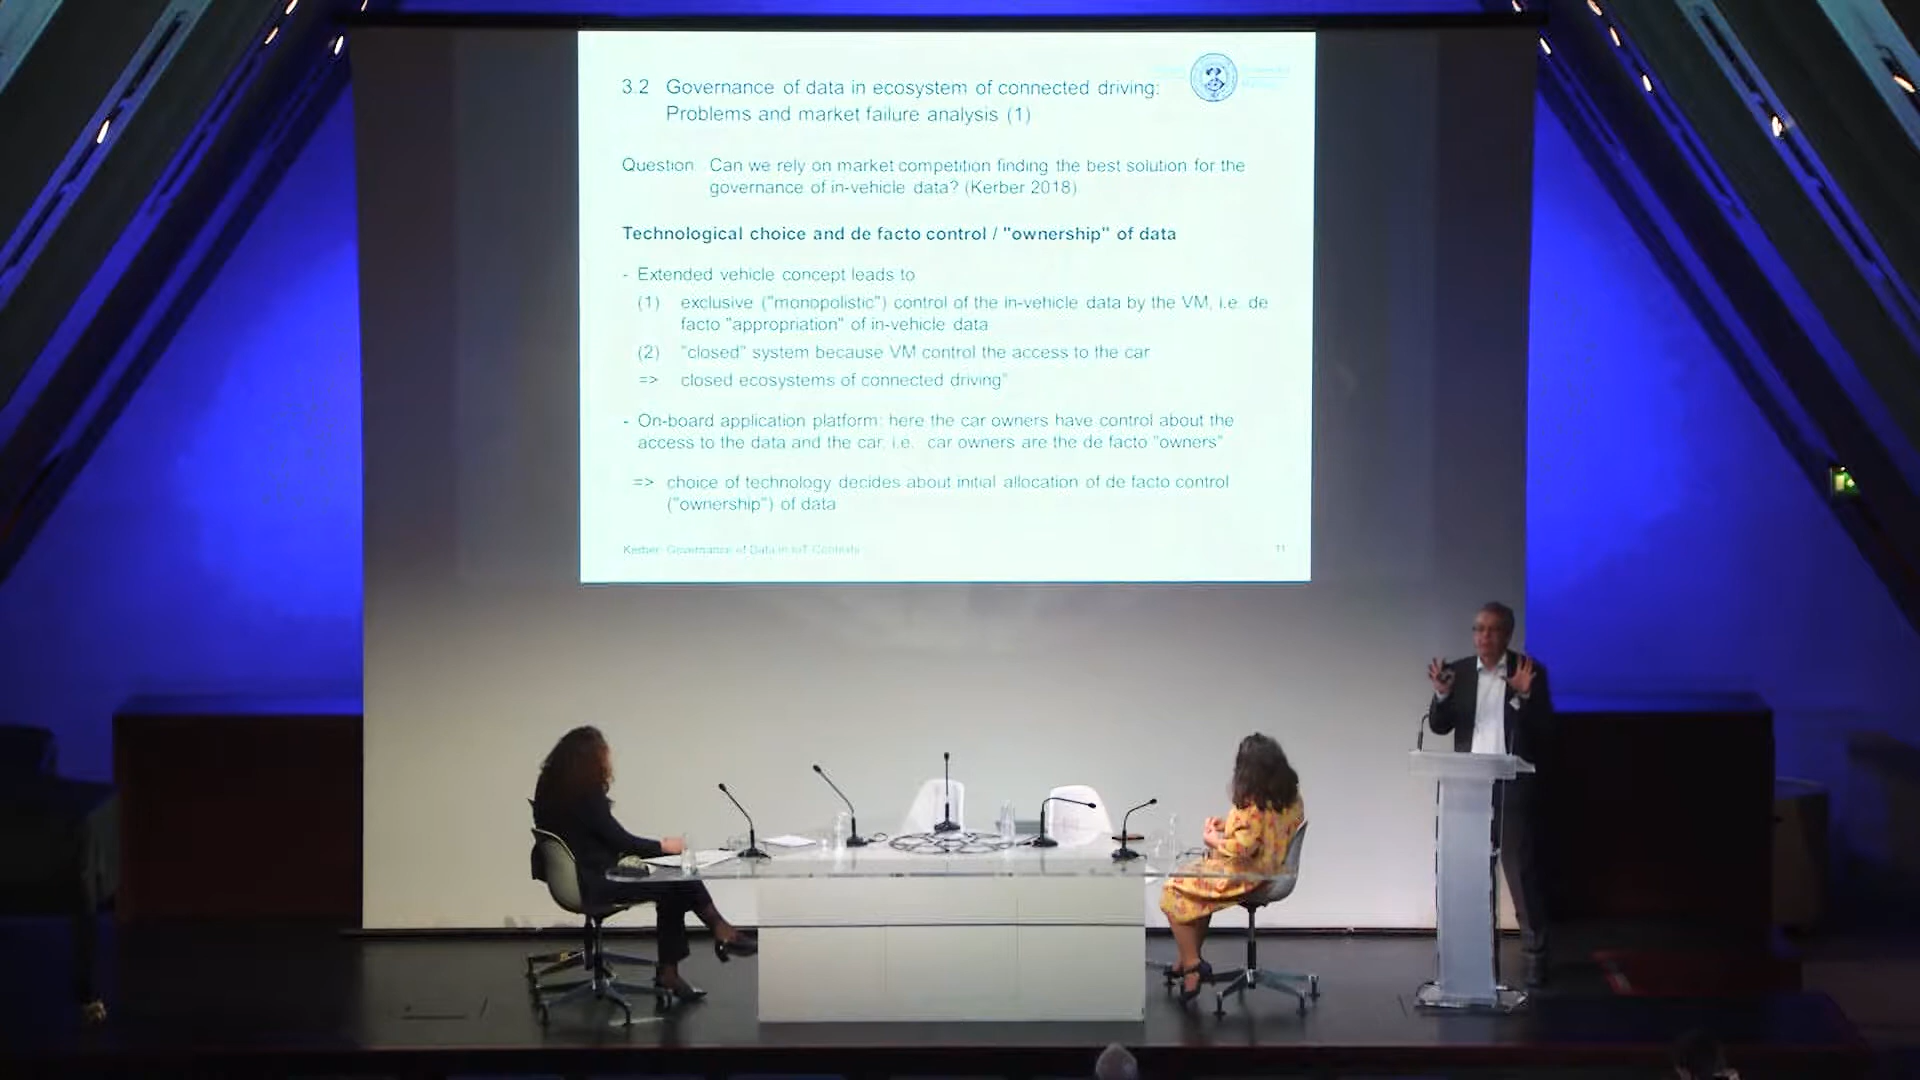 3.2 Governance of data in ecosystem of connected driving:
Problems and market failure analysis (1)
Question: Can we rely on market competition finding the best solution for the
governance of in-vehicle data? (Kerber 2018)
Technological choice and de facto control / "ownership" of data
- Extended vehicle concept leads to
(1) exclusive ("monopolistic") control of the in-vehicle data by the VM, i.e. de
facto "appropriation" of in-vehicle data
(2) "closed" system because VM control the access to the car
=> closed ecosystems of connected driving"
- On-board application platform: here the car owners have control about the
access to the data and the car, i.e. car owners are the de facto "owners"
=> choice of technology decides about initial allocation of de facto control
("ownership") of data
Kerber: Governance of Data in IoT Contexts
11